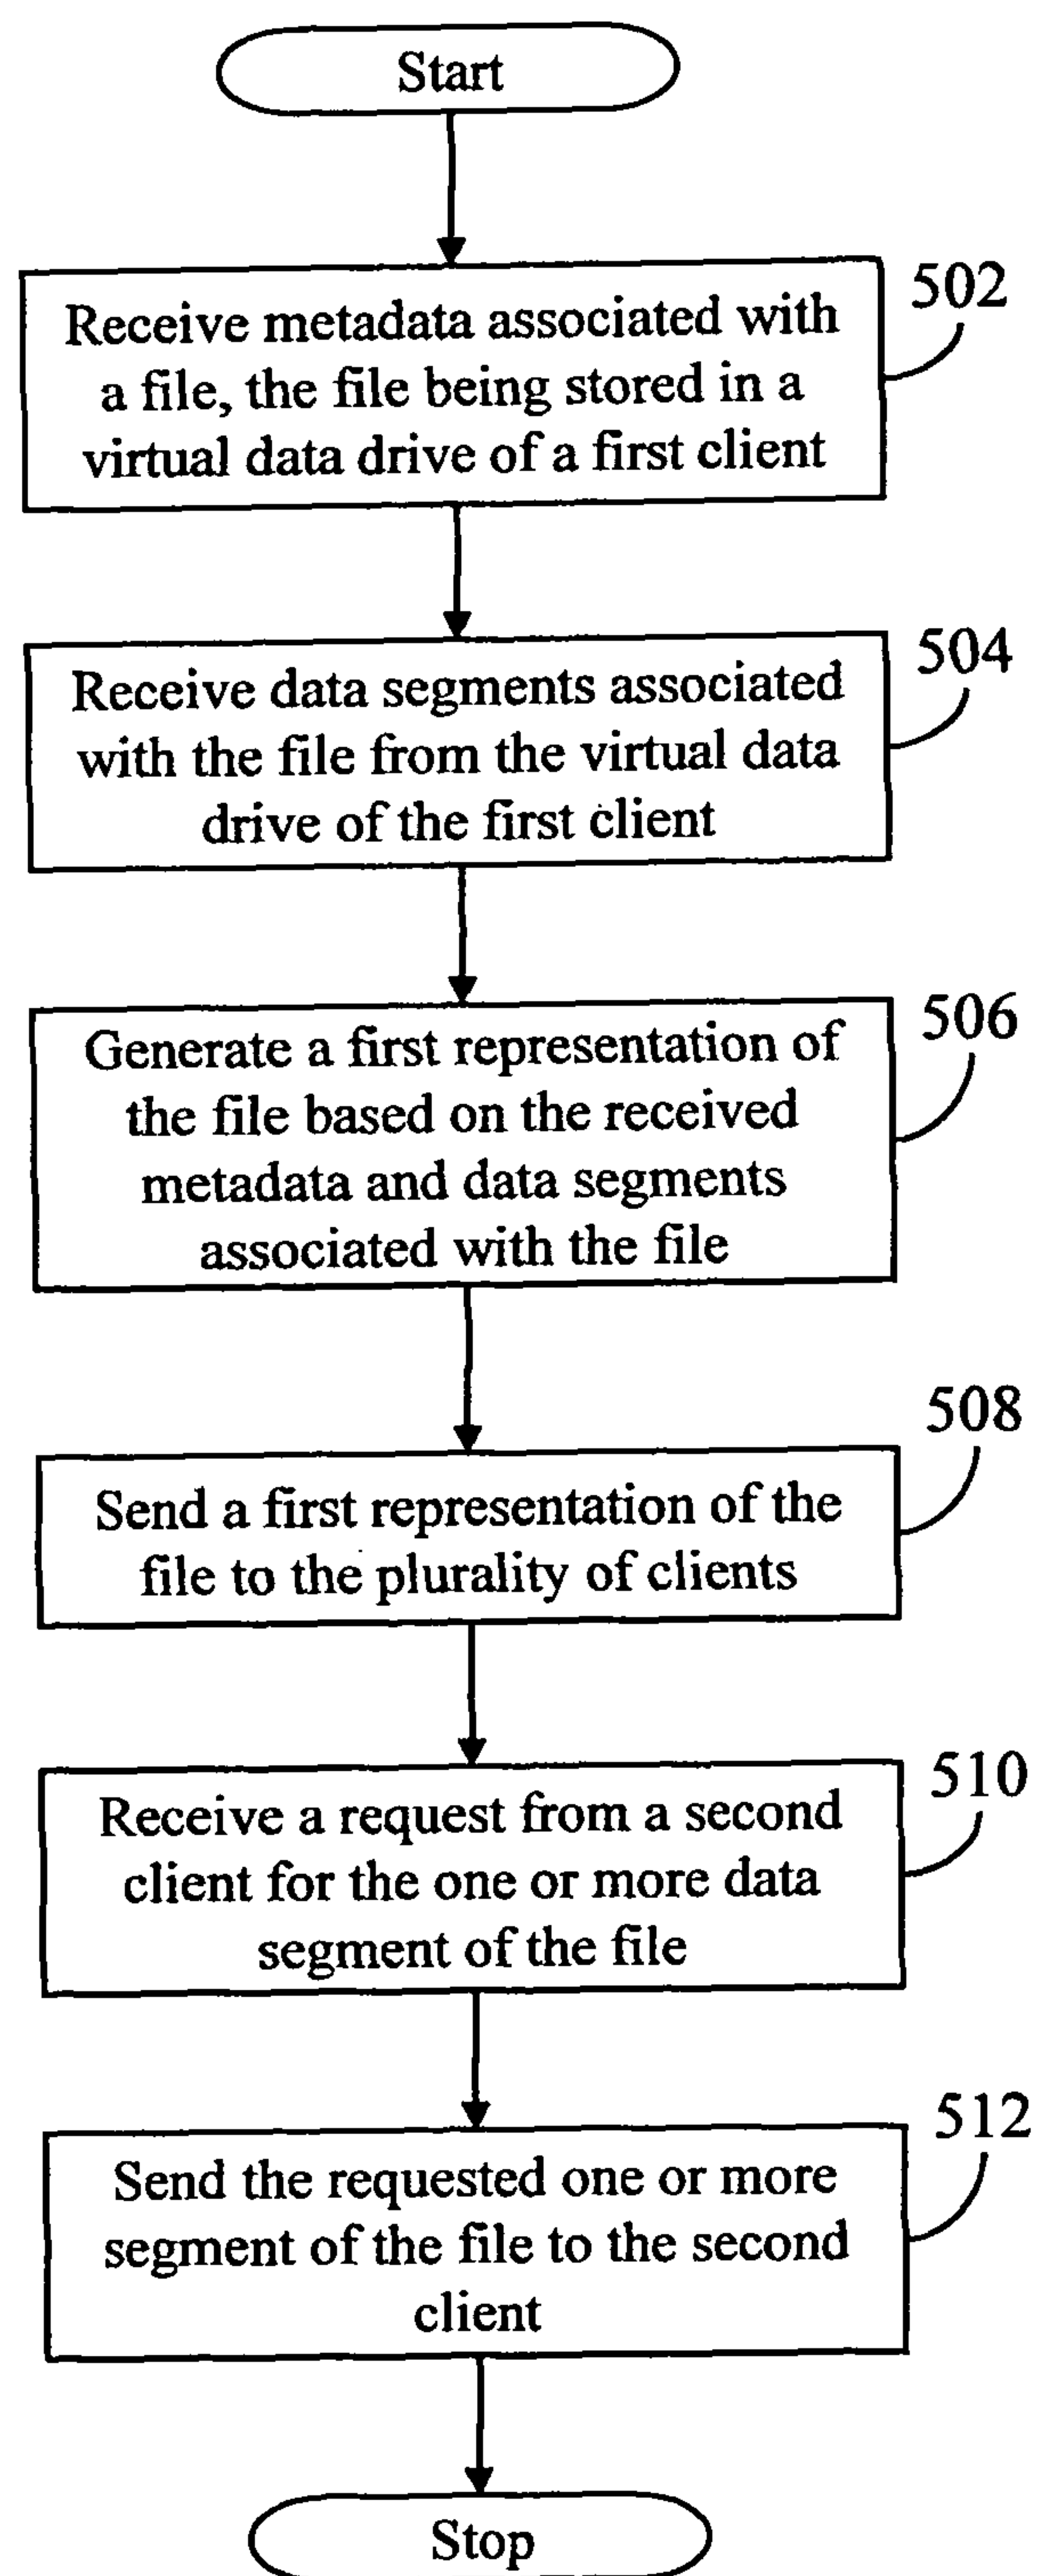 Start
502
Receive metadata associated with
a file, the file being stored in a
virtual data drive of a first client
504
Receive data segments associated
with the file from the virtual data
drive of the first client
506
Generate a first representation of
the file based on the received
metadata and data segments
associated with the file
508
Send a first representation of the
file to the plurality of clients
510
Receive a request from a second
client for the one or more data
segment of the file
512
Send the requested one or more
segment of the file to the second
client
Stop